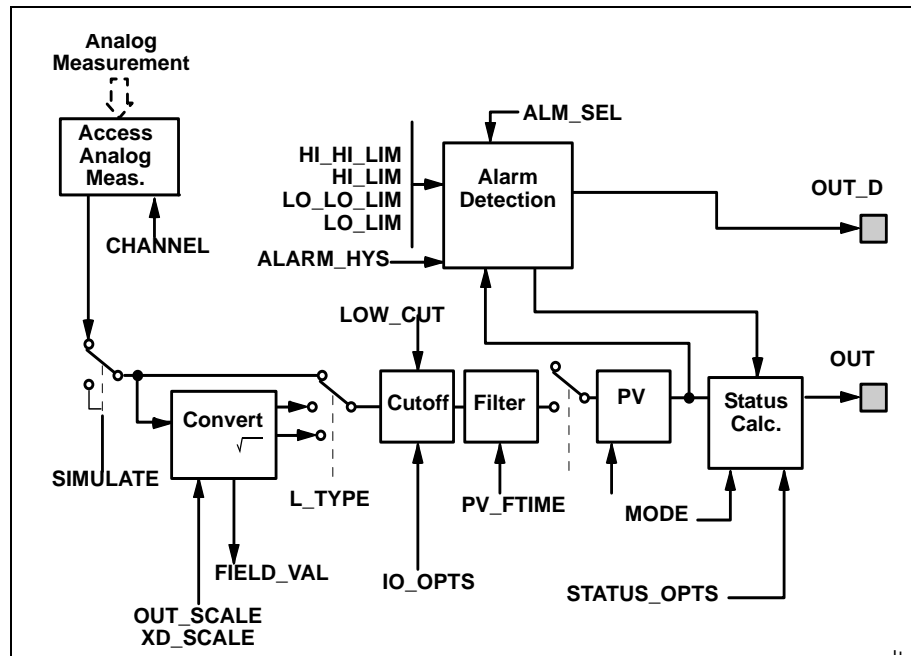 Analog
Measurement
Access
Analog
Meas.
CHANNEL
ALM_SEL
HI_HI_LIM
HI_LIM
LO_LO_LIM
LO_LIM
ALARM_HYS
Alarm
Detection
OUT_D
LOW_CUT
OUT
Convert
√
Cutoff
Filter
PV
Status
Calc.
SIMULATE
L_TYPE
PV_FTIME
MODE
FIELD_VAL
IO_OPTS
STATUS_OPTS
OUT_SCALE
XD_SCALE